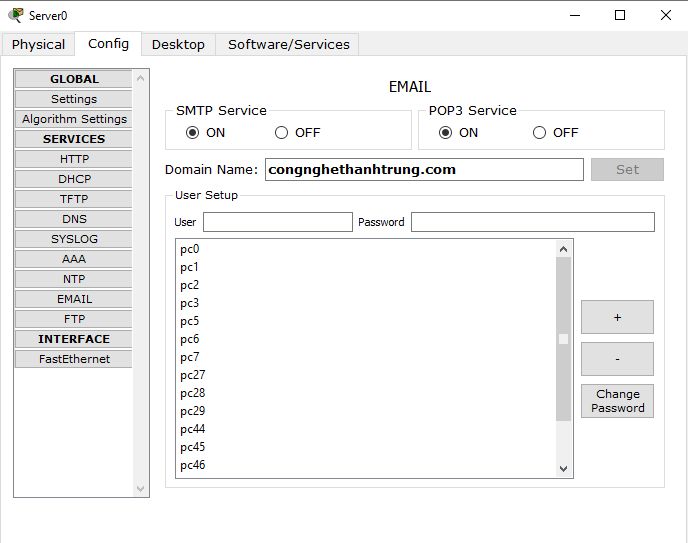 Server0
Physical Config Desktop Software/Services
GLOBAL
Settings
Algorithm Settings
SERVICES
HTTP
DHCP
TFTP
DNS
SYSLOG
AAA
NTP
EMAIL
FTP
INTERFACE
FastEthernet
EMAIL
SMTP Service
ON OFF
POP3 Service
ON OFF
Domain Name: congnghethanhtrung.com Set
User Setup
User Password
pc0
pc1
pc2
pc3
pc5
pc6
pc7
pc27
pc28
pc29
pc44
pc45
pc46
+
-
Change
Password